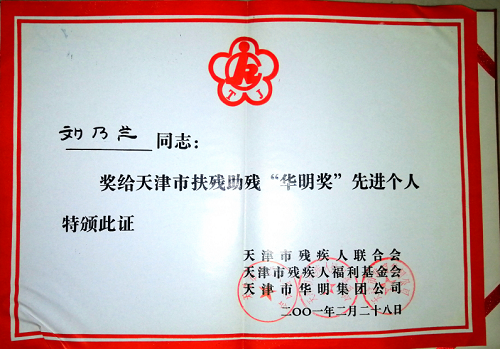 TJ
刘乃兰 同志：
奖给天津市扶残助残“华明奖”先进个人
特颁此证
天津市残疾人联合会
天津市残疾人福利基金会
天津市华明集团公司
二〇〇一年二月二十八日